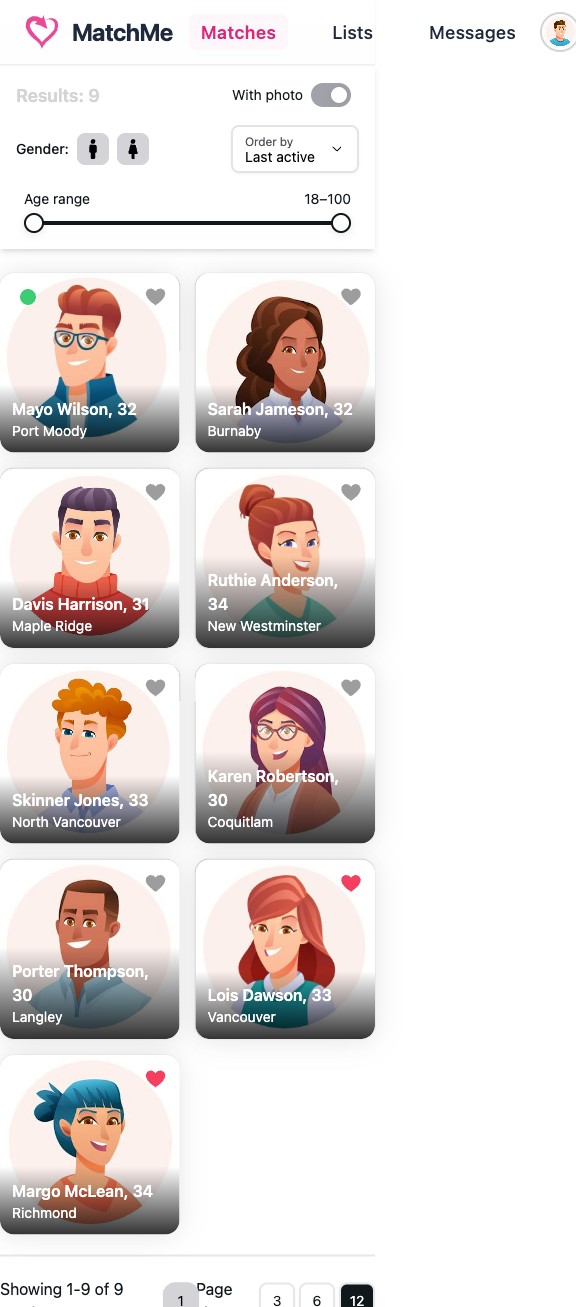 MatchMe Matches Lists Messages
Results: 9 With photo
Gender: Order by
Last active
Age range 18–100
Mayo Wilson, 32
Port Moody
Sarah Jameson, 32
Burnaby
Davis Harrison, 31
Maple Ridge
Ruthie Anderson,
34
New Westminster
Skinner Jones, 33
North Vancouver
Karen Robertson,
30
Coquitlam
Porter Thompson,
30
Langley
Lois Dawson, 33
Vancouver
Margo McLean, 34
Richmond
Showing 1-9 of 9 1 Page 3 6 12